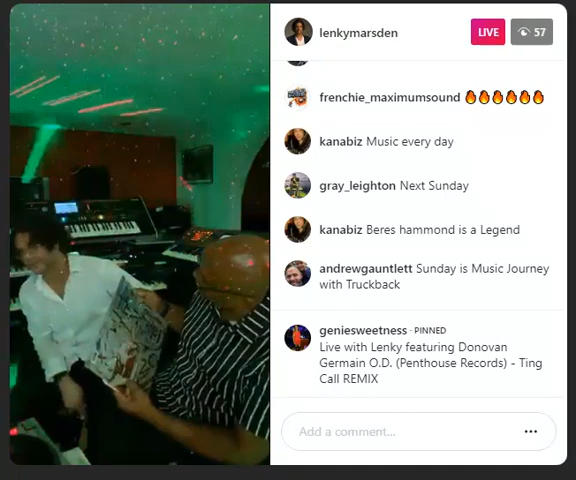 lenkymarsden
LIVE
57
frenchie_maximumsound 🔥🔥🔥🔥🔥🔥
kanabiz Music every day
gray_leighton Next Sunday
kanabiz Beres hammond is a Legend
andrewgauntlett Sunday is Music Journey
with Truckback
geniesweetness · PINNED
Live with Lenky featuring Donovan
Germain O.D. (Penthouse Records) - Ting
Call REMIX
Add a comment...